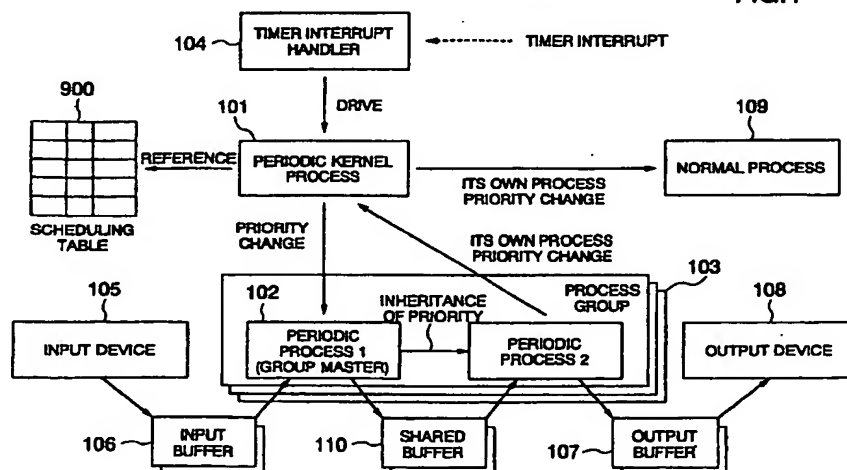 104
TIMER INTERRUPT
HANDLER
TIMER INTERRUPT
900
101
DRIVE
109
REFERENCE
PERIODIC KERNEL
PROCESS
NORMAL PROCESS
ITS OWN PROCESS
PRIORITY CHANGE
SCHEDULING
TABLE
PRIORITY
CHANGE
ITS OWN PROCESS
PRIORITY CHANGE
103
105
102
PROCESS
GROUP
108
INHERITANCE
OF PRIORITY
INPUT DEVICE
PERIODIC
PROCESS 1
(GROUP MASTER)
PERIODIC
PROCESS 2
OUTPUT DEVICE
106
INPUT
BUFFER
110
SHARED
BUFFER
107
OUTPUT
BUFFER